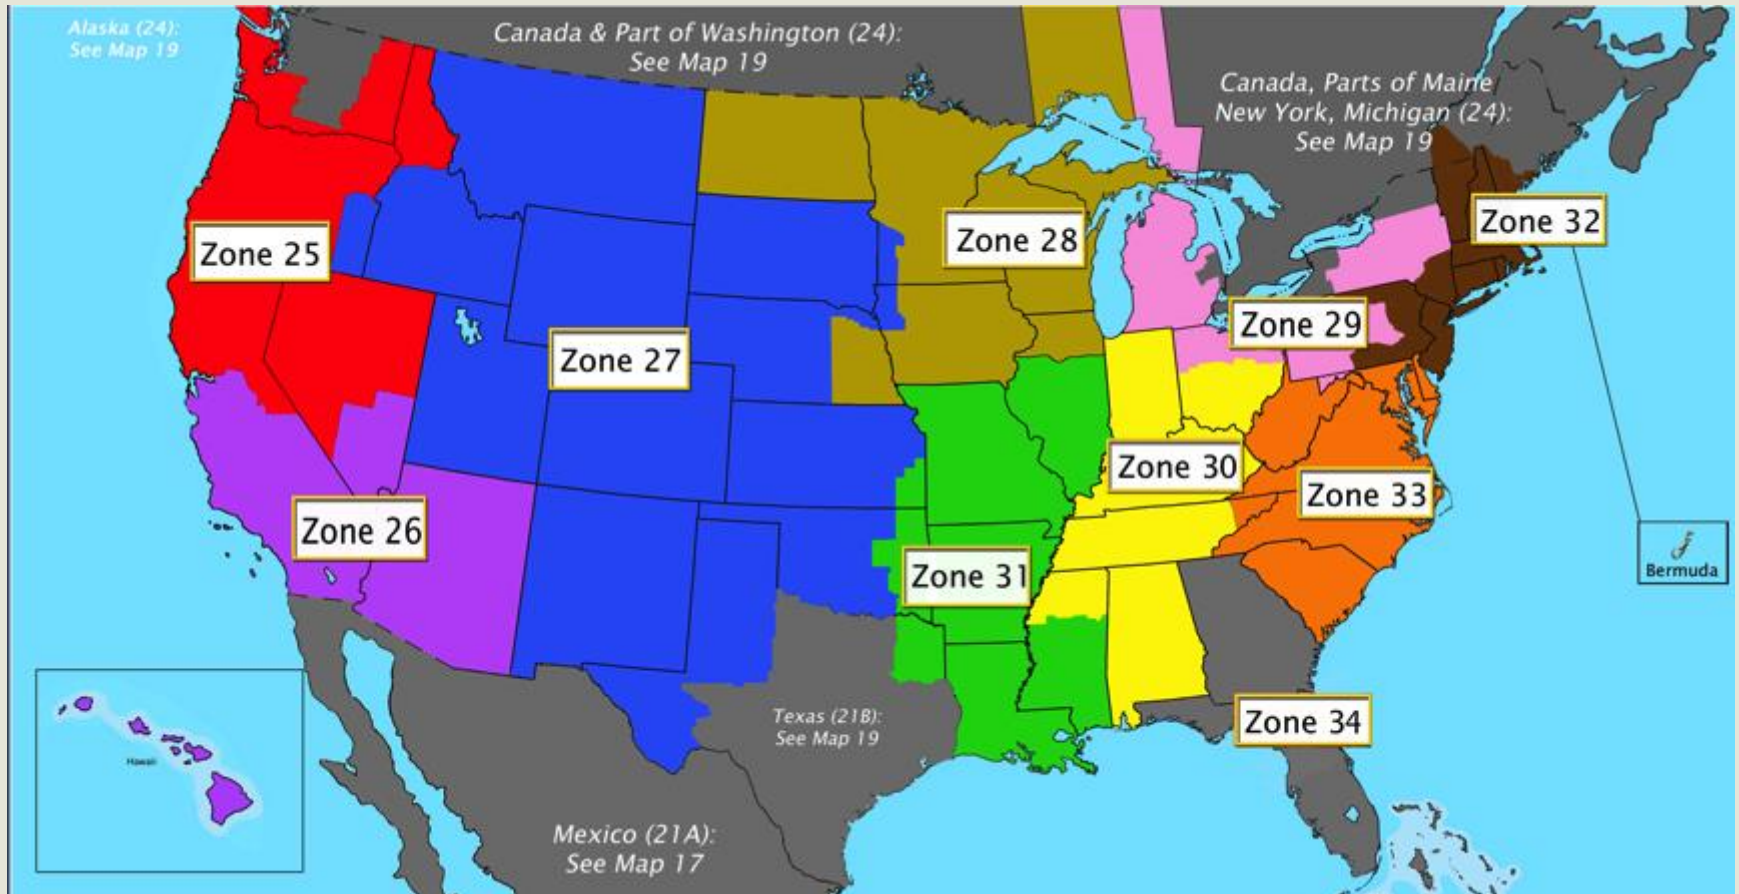 Alaska (24):
See Map 19
Canada & Part of Washington (24):
See Map 19
Canada, Parts of Maine
New York, Michigan (24):
See Map 19
Zone 25
Zone 28
Zone 32
Zone 27
Zone 29
Zone 26
Zone 30
Zone 33
Zone 31
Bermuda
Texas (21B):
See Map 19
Zone 34
Hawaii
Mexico (21A):
See Map 17